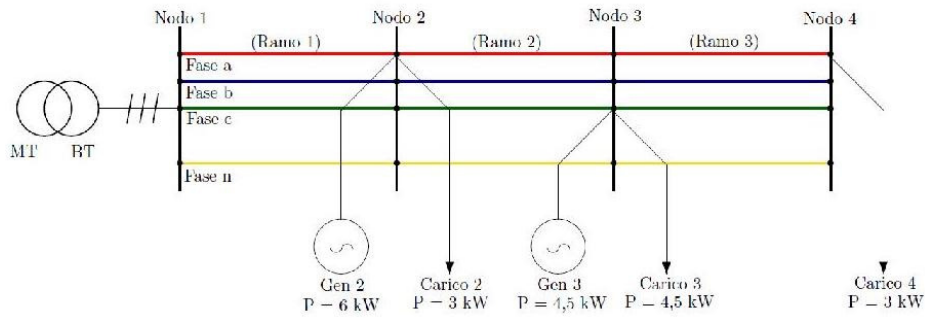 Nodo 1 Nodo 2 Nodo 3 Nodo 4
(Ramo 1) (Ramo 2) (Ramo 3)
Fase a
Fase b
Fase c
MT BT
Fase n
Gen 2 Carico 2 Gen 3 Carico 3 Carico 4
P = 6 kW P = 3 kW P = 4,5 kW P = 4,5 kW P = 3 kW